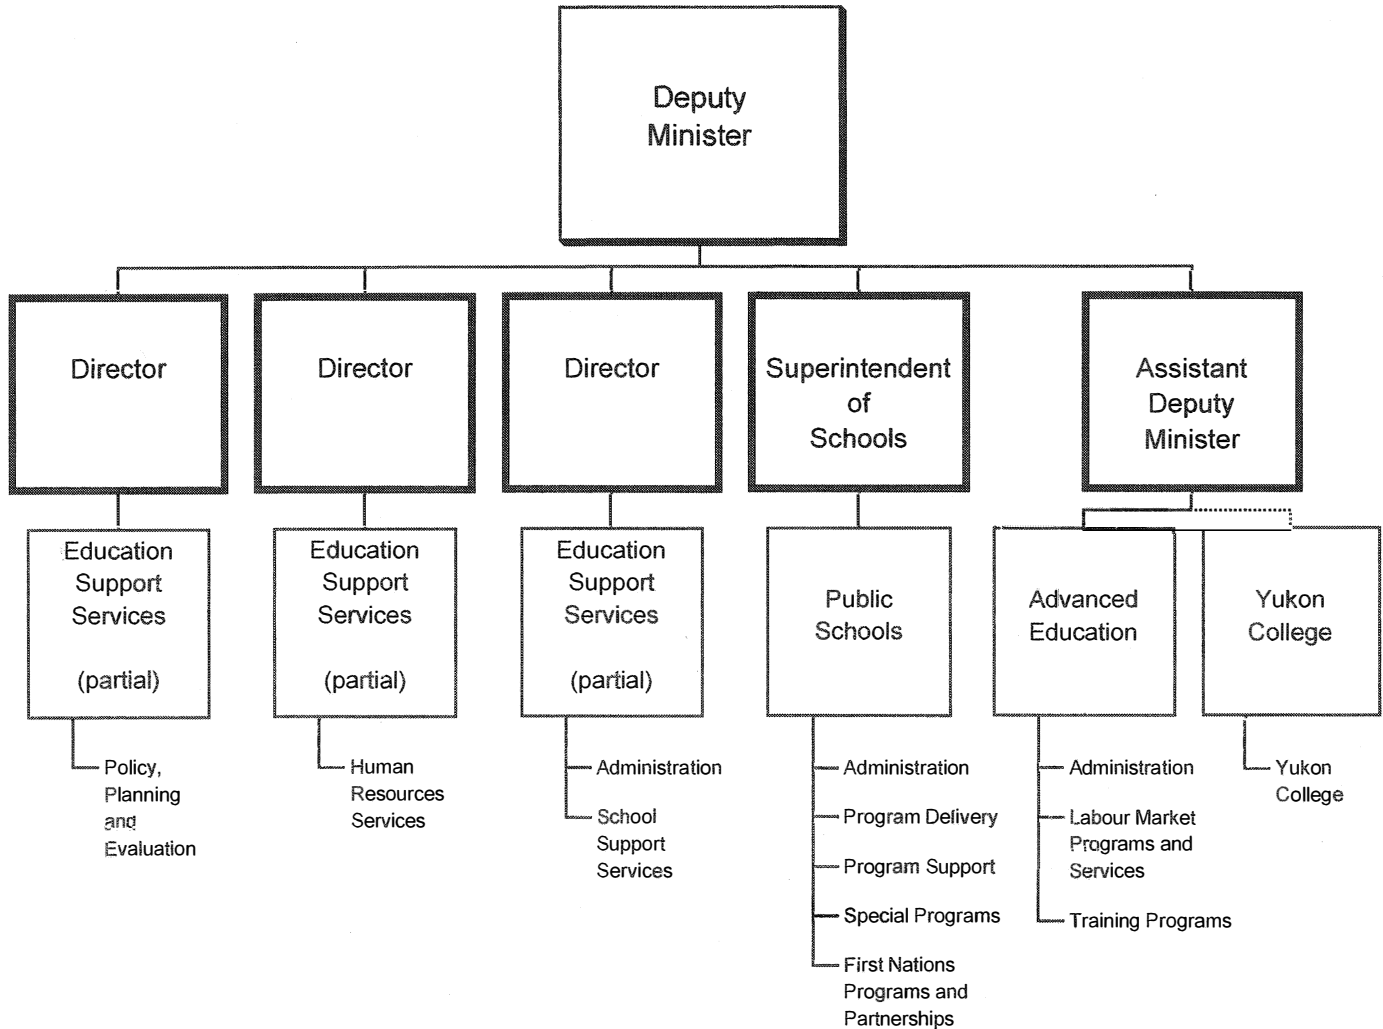 Deputy
Minister
Director
Director
Director
Superintendent
of
Schools
Assistant
Deputy
Minister
Education
Support
Services
(partial)
Education
Support
Services
(partial)
Education
Support
Services
(partial)
Public
Schools
Advanced
Education
Yukon
College
Policy,
Planning
and
Evaluation
Human
Resources
Services
Administration
School
Support
Services
Administration
Program Delivery
Program Support
Special Programs
First Nations
Programs and
Partnerships
Administration
Labour Market
Programs and
Services
Training Programs
Yukon
College